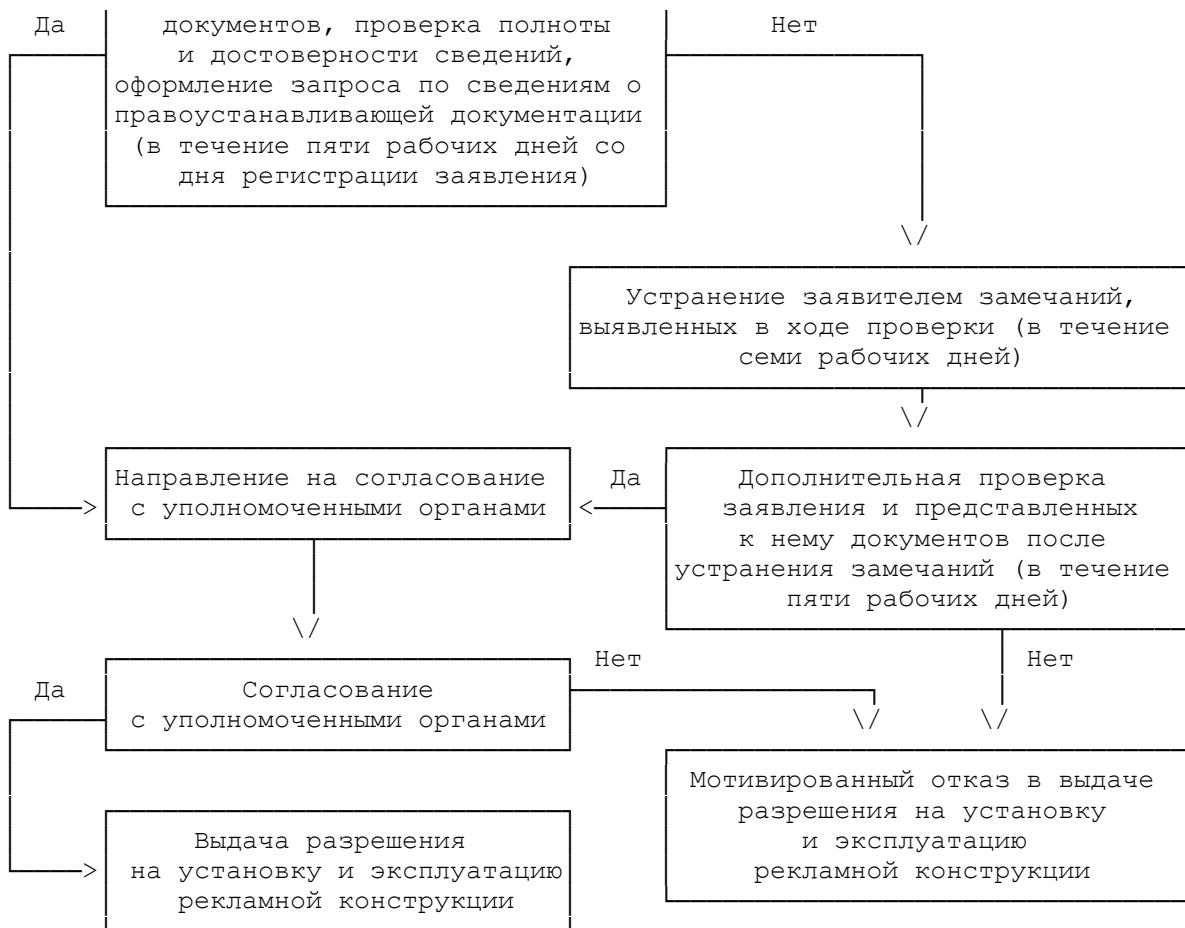 Да
документов, проверка полноты
и достоверности сведений,
оформление запроса по сведениям о
правоустанавливающей документации
(в течение пяти рабочих дней со
дня регистрации заявления)
Нет
\/
Устранение заявителем замечаний,
выявленных в ходе проверки (в течение
семи рабочих дней)
\/
Направление на согласование
с уполномоченными органами
>
Да
<
Дополнительная проверка
заявления и представленных
к нему документов после
устранения замечаний (в течение
пяти рабочих дней)
\/
Да
Согласование
с уполномоченными органами
Нет
Нет
\/
\/
Мотивированный отказ в выдаче
разрешения на установку
и эксплуатацию
рекламной конструкции
>
Выдача разрешения
на установку и эксплуатацию
рекламной конструкции